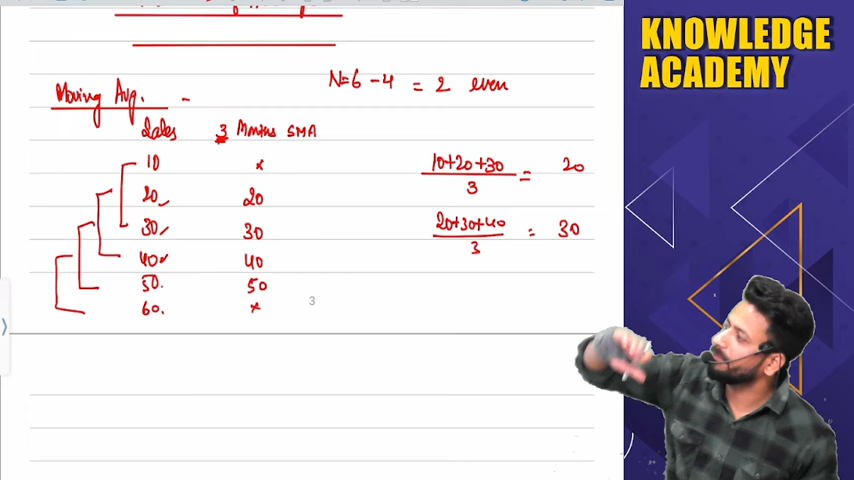 KNOWLEDGE
ACADEMY
N=6 - 4 = 2 even
Moving Avg. -
Sales 3 Months SMA
10 x
20 20
30 30
40 40
50 50
60 x
10+20+30 / 3 = 20
20+30+40 / 3 = 30
3